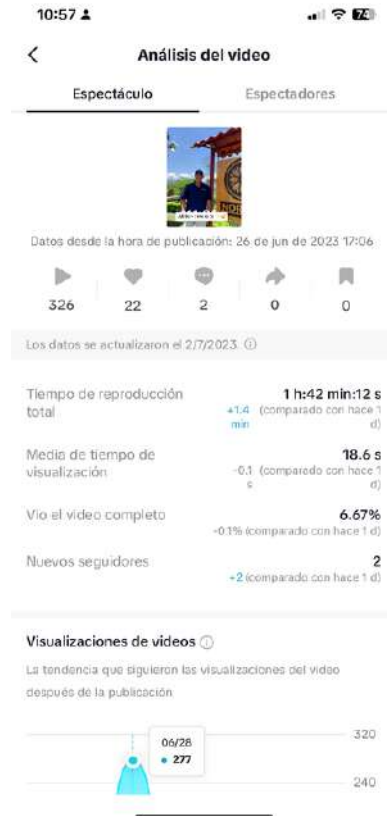 10:57
74
Análisis del video
Espectáculo
Espectadores
Datos desde la hora de publicación: 26 de jun de 2023 17:06
326
22
2
0
0
Los datos se actualizaron el 2/7/2023.
Tiempo de reproducción total
1 h:42 min:12 s
+1.4 min (comparado con hace 1 d)
Media de tiempo de visualización
18.6 s
-0.1 s (comparado con hace 1 d)
Vio el video completo
6.67%
-0.1% (comparado con hace 1 d)
Nuevos seguidores
2
+2 (comparado con hace 1 d)
Visualizaciones de videos
La tendencia que siguieron las visualizaciones del video
después de la publicación
320
06/28
277
240